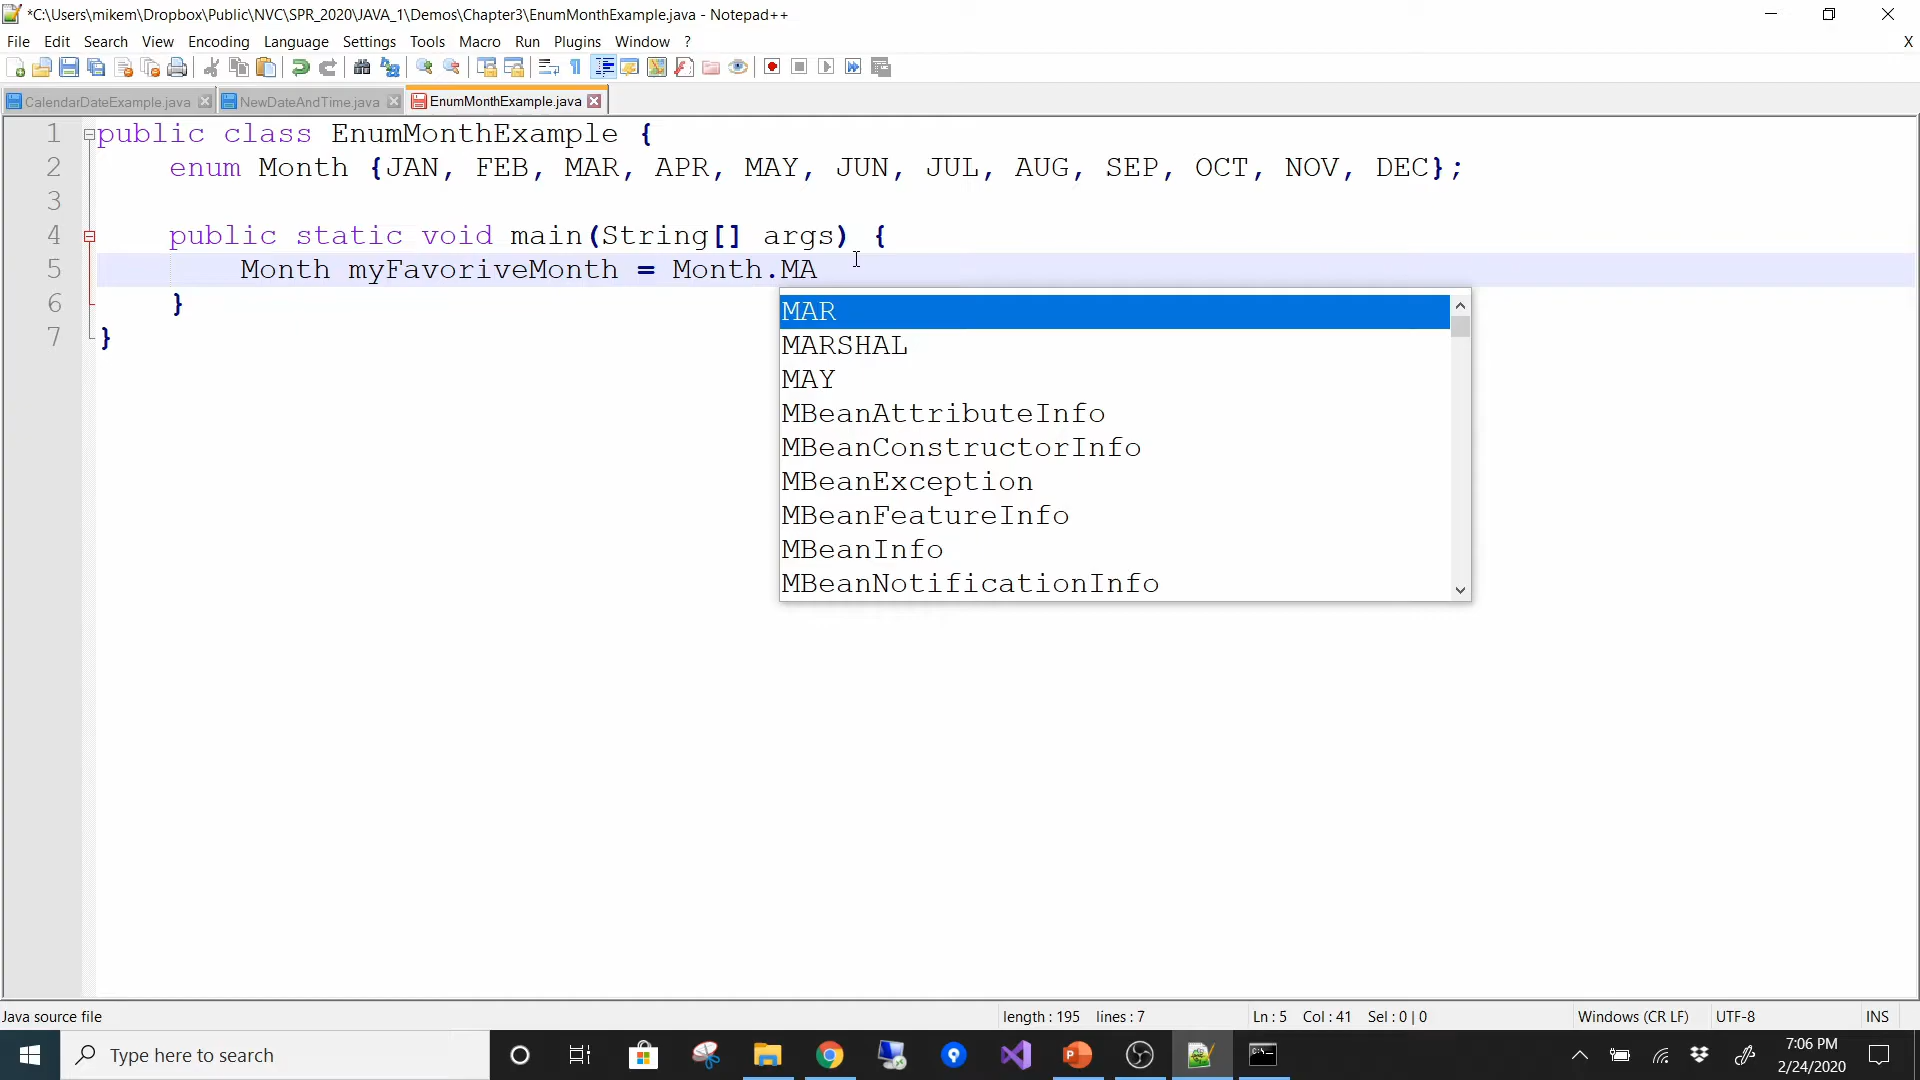 *C:\Users\mikem\Dropbox\Public\NVC\SPR_2020\JAVA_1\Demos\Chapter3\EnumMonthExample.java - Notepad++
File Edit Search View Encoding Language Settings Tools Macro Run Plugins Window ? X
CalendarDateExample.java NewDateAndTime.java EnumMonthExample.java
1 public class EnumMonthExample {
2 enum Month {JAN, FEB, MAR, APR, MAY, JUN, JUL, AUG, SEP, OCT, NOV, DEC};
3
4 public static void main(String[] args) {
5 Month myFavoriveMonth = Month.MA
6 }
7 }
MAR
MARSHAL
MAY
MBeanAttributeInfo
MBeanConstructorInfo
MBeanException
MBeanFeatureInfo
MBeanInfo
MBeanNotificationInfo
Java source file length : 195 lines : 7 Ln : 5 Col : 41 Sel : 0 | 0 Windows (CR LF) UTF-8 INS
Type here to search
7:06 PM
2/24/2020